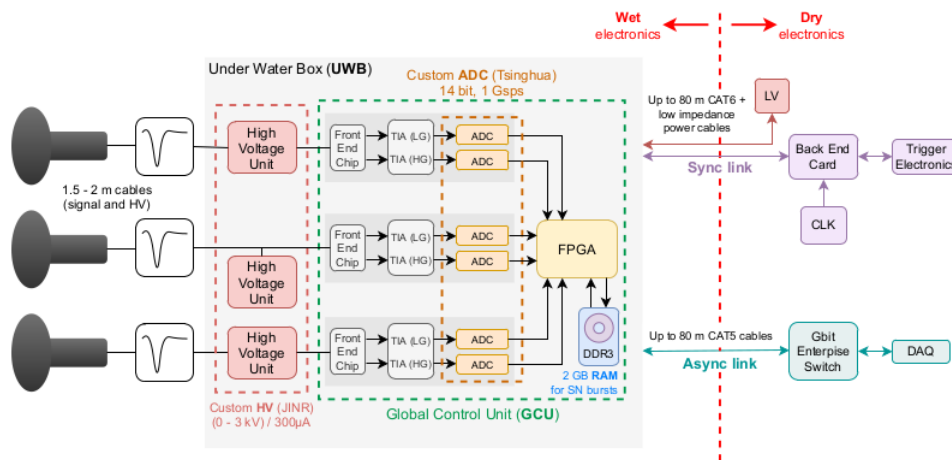 Wet
electronics
Dry
electronics
Under Water Box (UWB)
Custom ADC (Tsinghua)
14 bit, 1 Gsps
Up to 80 m CAT6 +
low impedance
power cables
LV
High
Voltage
Unit
Front
End
Chip
TIA (LG)
TIA (HG)
ADC
ADC
Sync link
Back End
Card
Trigger
Electronics
CLK
1.5 - 2 m cables
(signal and HV)
High
Voltage
Unit
Front
End
Chip
TIA (LG)
TIA (HG)
ADC
ADC
FPGA
High
Voltage
Unit
Front
End
Chip
TIA (LG)
TIA (HG)
ADC
ADC
DDR3
2 GB RAM
for SN bursts
Up to 80 m CAT5 cables
Async link
Gbit
Enterpise
Switch
DAQ
Custom HV (JINR)
(0 - 3 kV) / 300µA
Global Control Unit (GCU)